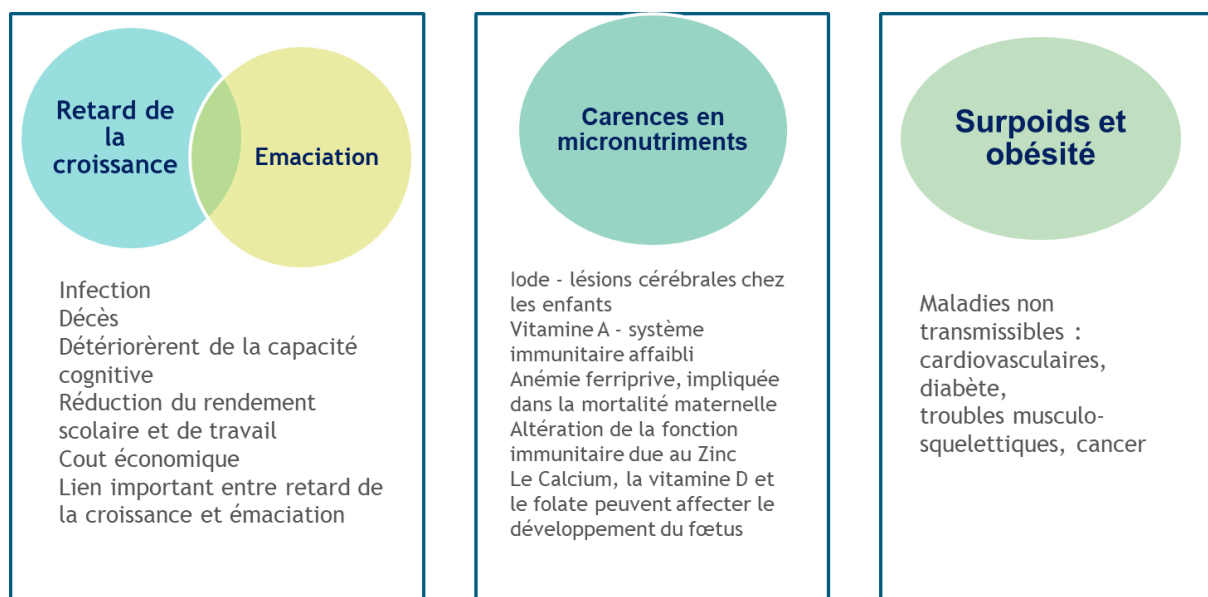 Retard de
la
croissance
Emaciation
Infection
Décès
Détériorèrent de la capacité
cognitive
Réduction du rendement
scolaire et de travail
Cout économique
Lien important entre retard de
la croissance et émaciation
Carences en
micronutriments
Iode - lésions cérébrales chez
les enfants
Vitamine A - système
immunitaire affaibli
Anémie ferriprive, impliquée
dans la mortalité maternelle
Altération de la fonction
immunitaire due au Zinc
Le Calcium, la vitamine D et
le folate peuvent affecter le
développement du fœtus
Surpoids et
obésité
Maladies non
transmissibles :
cardiovasculaires,
diabète,
troubles musculo-
squelettiques, cancer